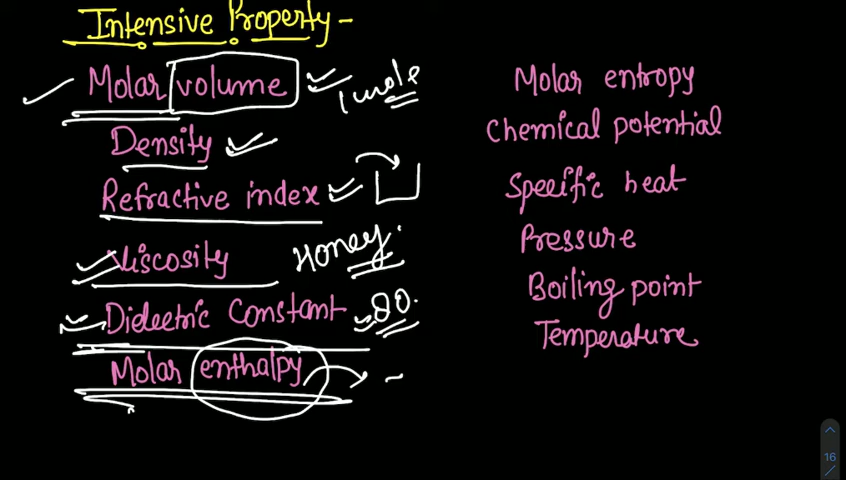 Intensive Property -
Molar volume 1 mole
Density
Refractive index
Viscosity Honey.
Dielectric Constant 80.
Molar enthalpy
Molar entropy
Chemical potential
Specific heat
Pressure
Boiling point
Temperature
16